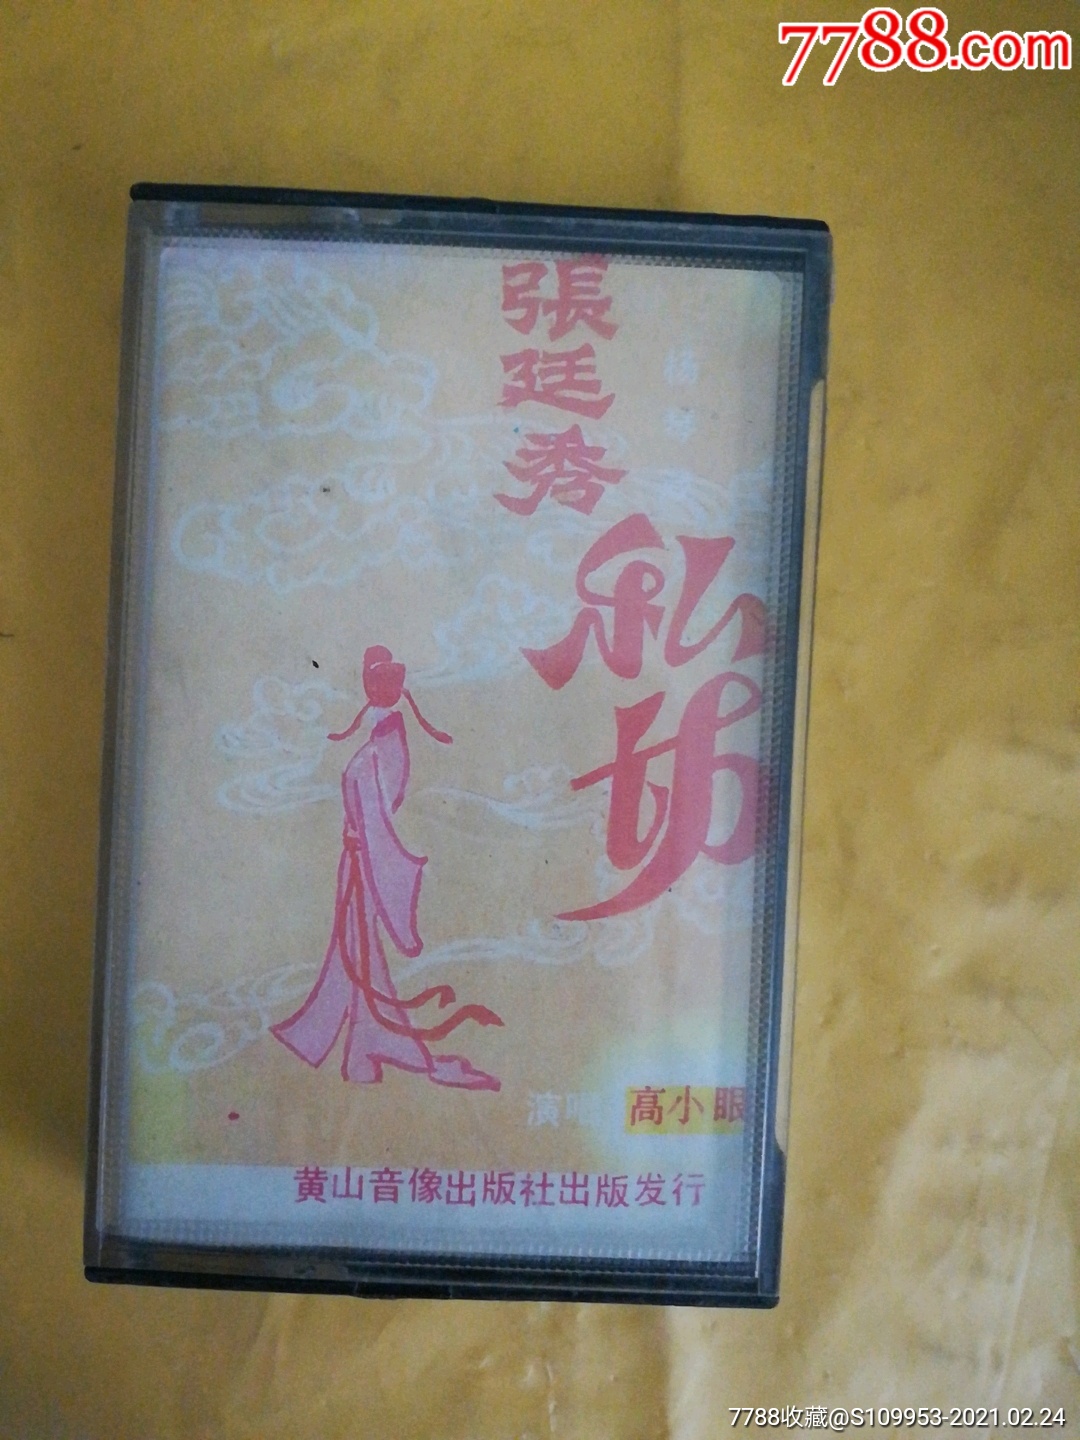 7788.com
張廷秀
私访
演唱
高小眼
黄山音像出版社出版发行
7788收藏@S109953-2021.02.24